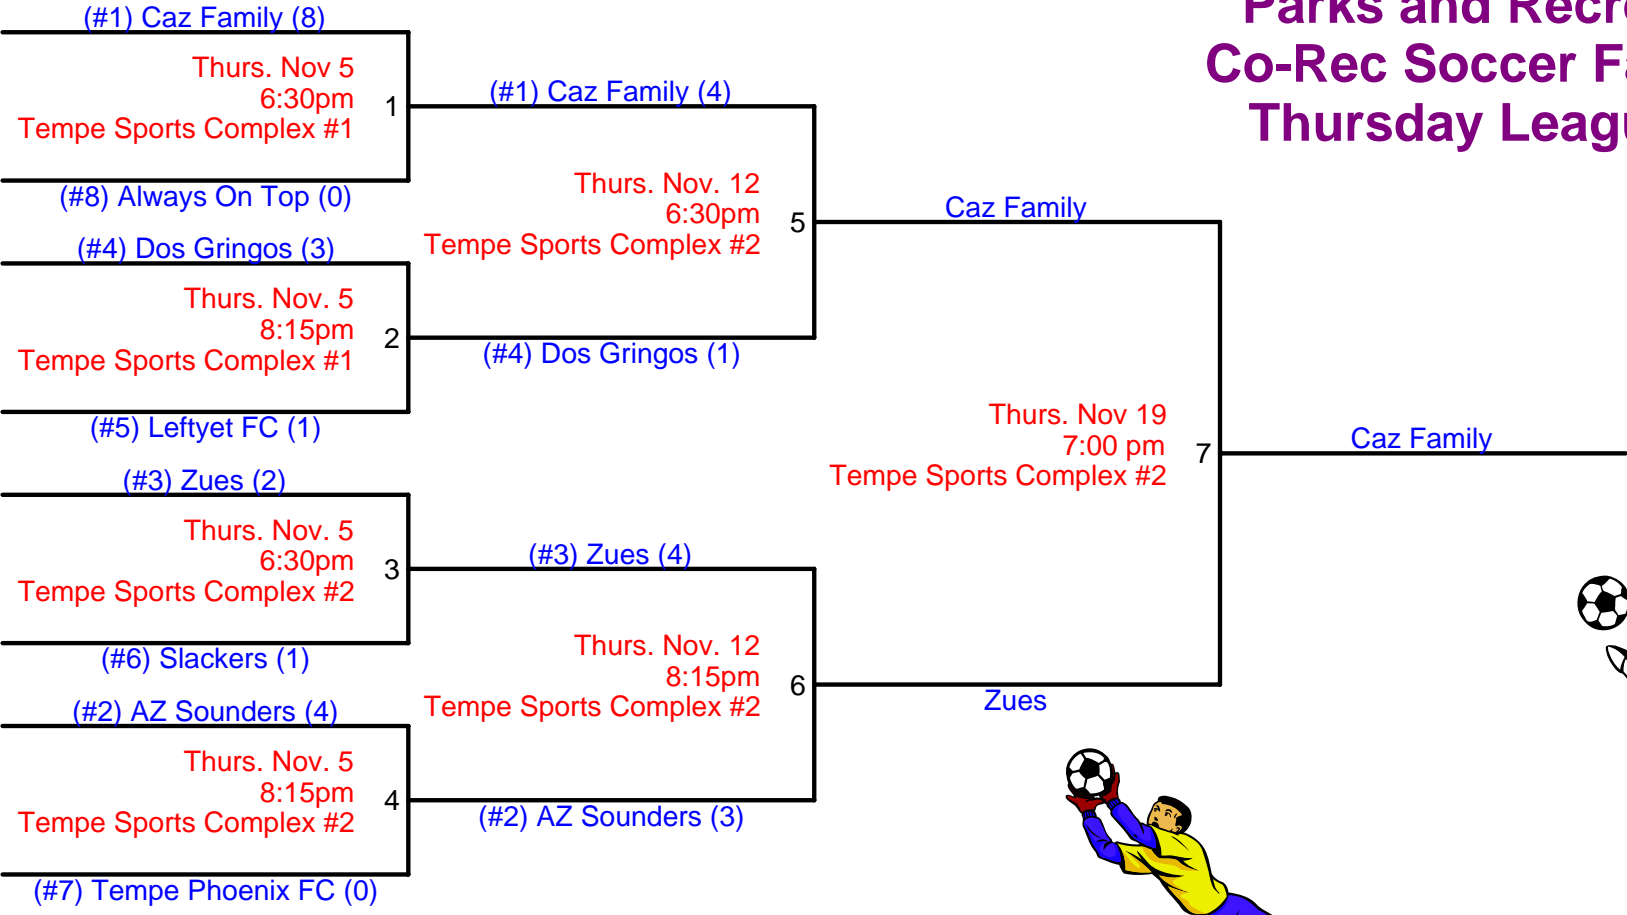 Parks and
Co-Rec Soccer
Thursday
(#1) Caz Family (8)
Thurs. Nov 5
6:30pm
Tempe Sports Complex #1
1
(#8) Always On Top (0)
(#4) Dos Gringos (3)
Thurs. Nov. 5
8:15pm
Tempe Sports Complex #1
2
(#5) Leftyet FC (1)
(#3) Zues (2)
Thurs. Nov. 5
6:30pm
Tempe Sports Complex #2
3
(#6) Slackers (1)
(#2) AZ Sounders (4)
Thurs. Nov. 5
8:15pm
Tempe Sports Complex #2
4
(#7) Tempe Phoenix FC (0)
(#1) Caz Family (4)
Thurs. Nov. 12
6:30pm
Tempe Sports Complex #2
5
(#4) Dos Gringos (1)
(#3) Zues (4)
Thurs. Nov. 12
8:15pm
Tempe Sports Complex #2
6
(#2) AZ Sounders (3)
Caz Family
Thurs. Nov 19
7:00 pm
Tempe Sports Complex #2
7
Zues
Caz Family